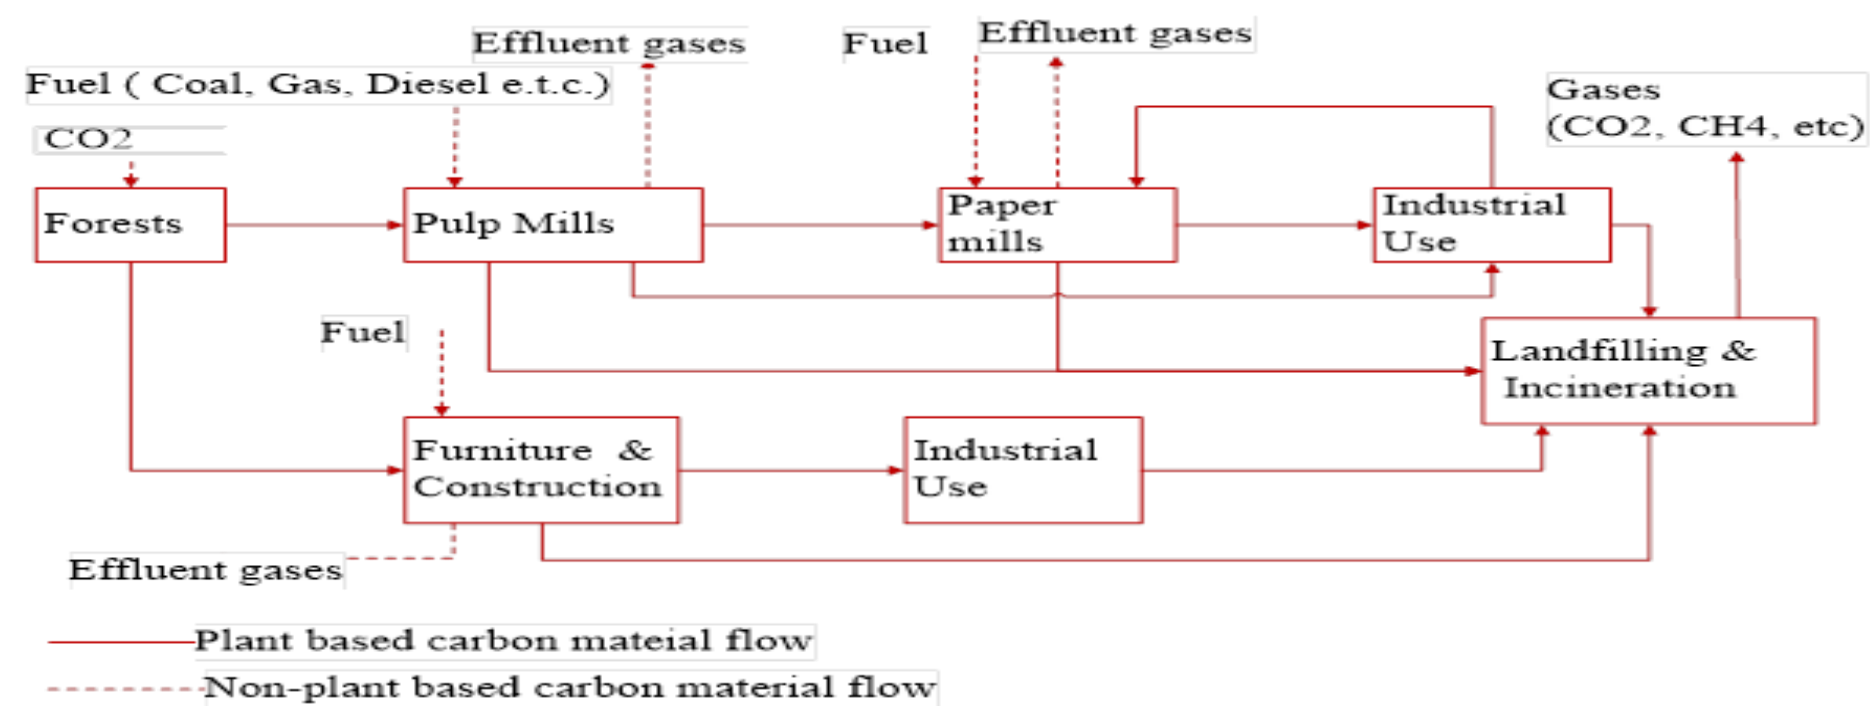 Effluent gases
Fuel
Effluent gases
Fuel ( Coal, Gas, Diesel e.t.c.)
Gases
(CO2, CH4, etc)
CO2
Forests
Pulp Mills
Paper
mills
Industrial
Use
Fuel
Landfilling &
Incineration
Furniture &
Construction
Industrial
Use
Effluent gases
Plant based carbon mateial flow
Non-plant based carbon material flow